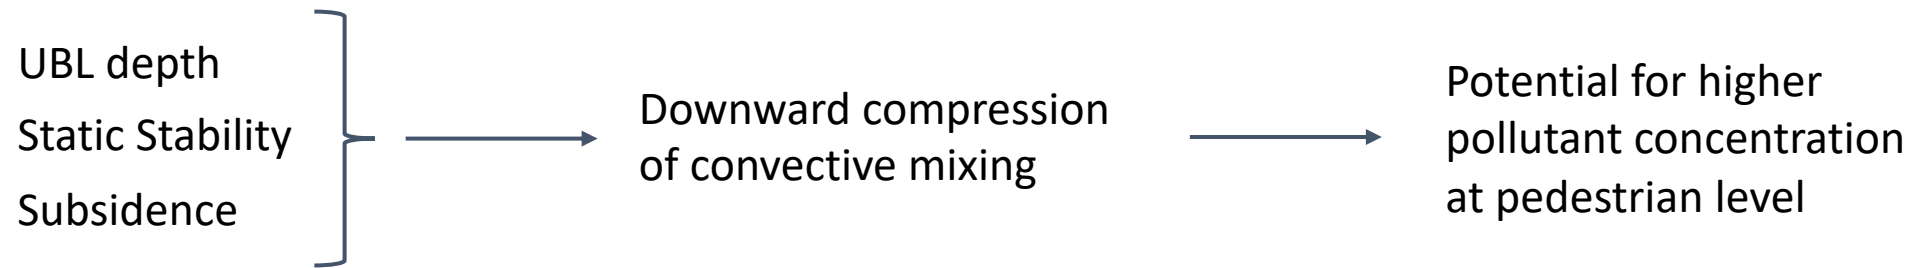 UBL depth
Static Stability
Subsidence
Downward compression
of convective mixing
Potential for higher
pollutant concentration
at pedestrian level